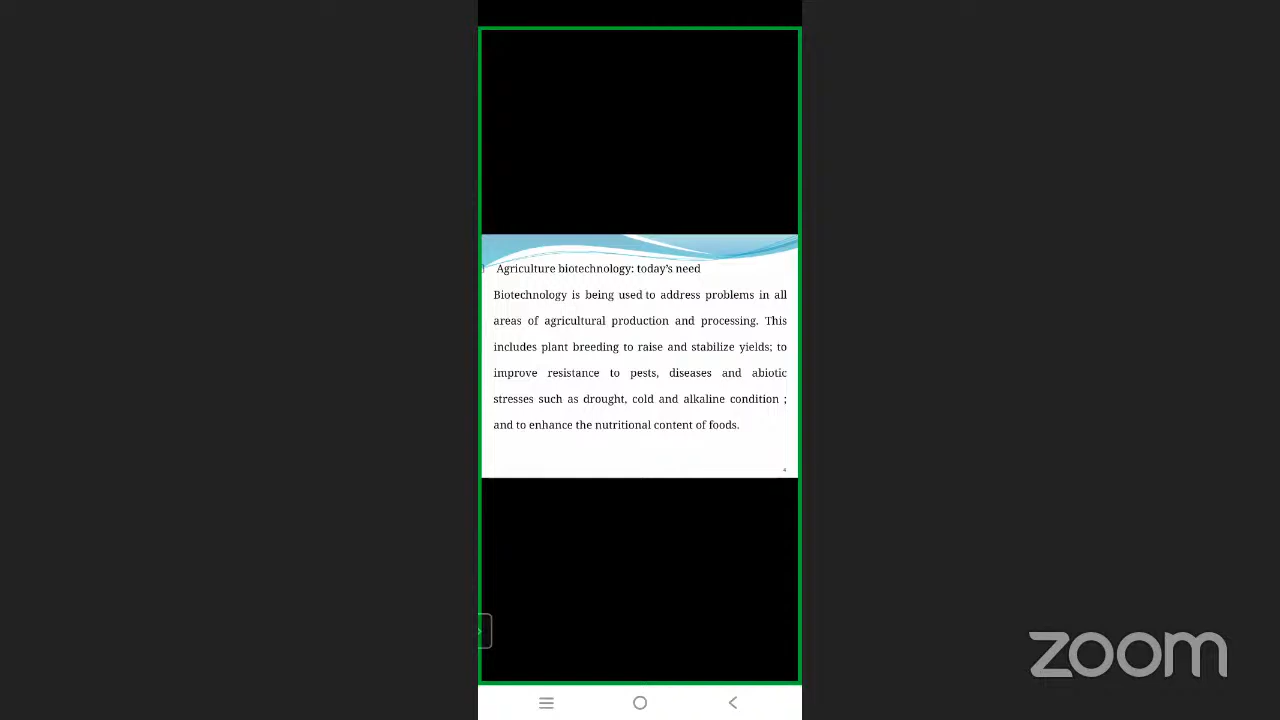 Agriculture biotechnology: today's need
Biotechnology is being used to address problems in all
areas of agricultural production and processing. This
includes plant breeding to raise and stabilize yields; to
improve resistance to pests, diseases and abiotic
stresses such as drought, cold and alkaline condition ;
and to enhance the nutritional content of foods.
4
zoom